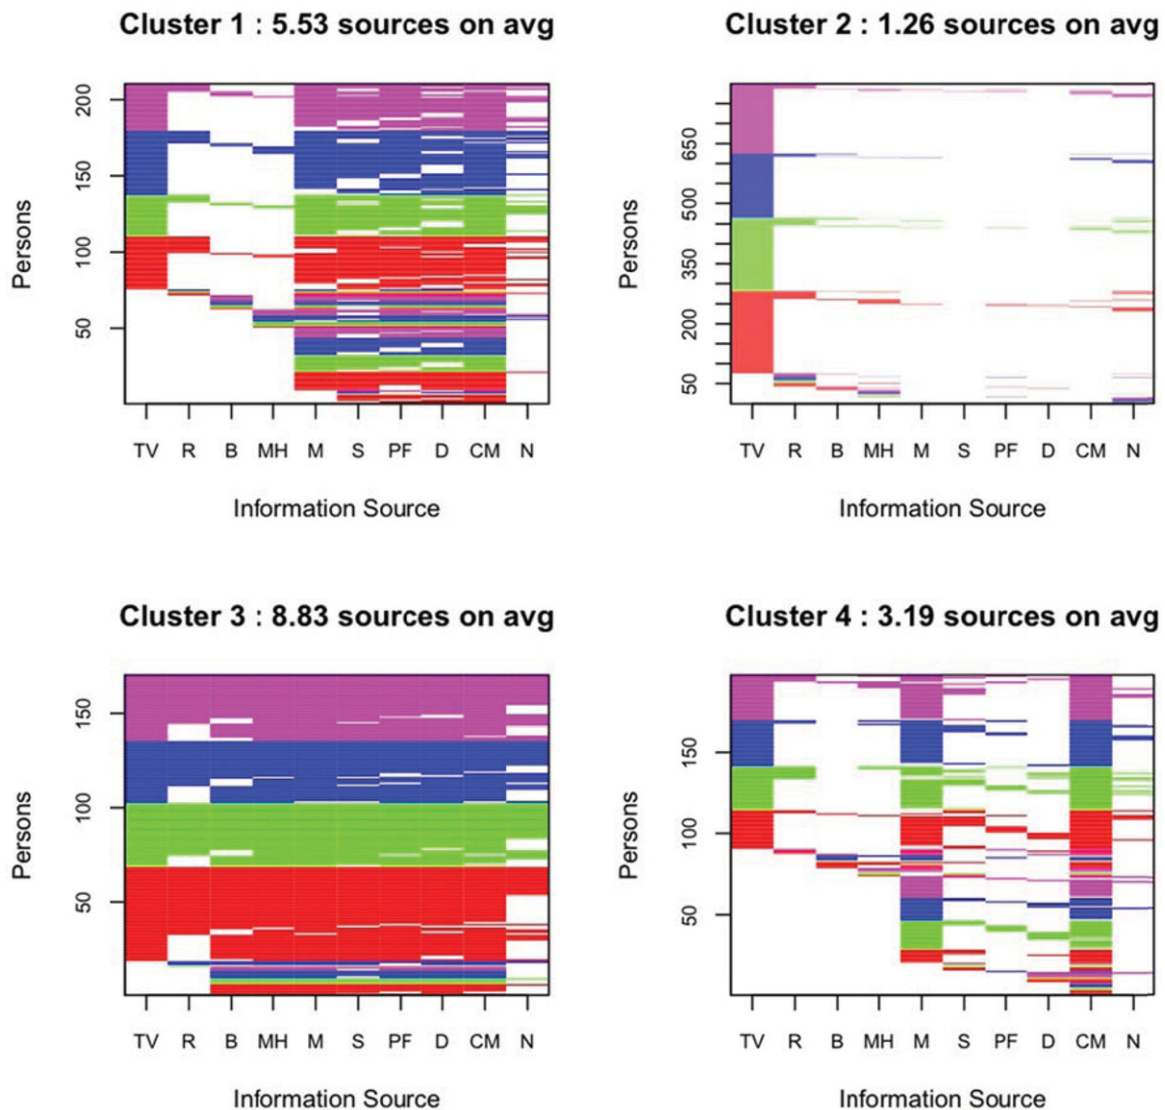 Cluster 1 : 5.53 sources on avg
Persons
200
150
100
50
TV R B MH M S PF D CM N
Information Source
Cluster 2 : 1.26 sources on avg
Persons
650
500
350
200
50
TV R B MH M S PF D CM N
Information Source
Cluster 3 : 8.83 sources on avg
Persons
150
100
50
TV R B MH M S PF D CM N
Information Source
Cluster 4 : 3.19 sources on avg
Persons
150
100
50
TV R B MH M S PF D CM N
Information Source